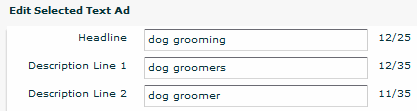 Edit Selected Text Ad
Headline dog grooming 12/25
Description Line 1 dog groomers 12/35
Description Line 2 dog groomer 11/35